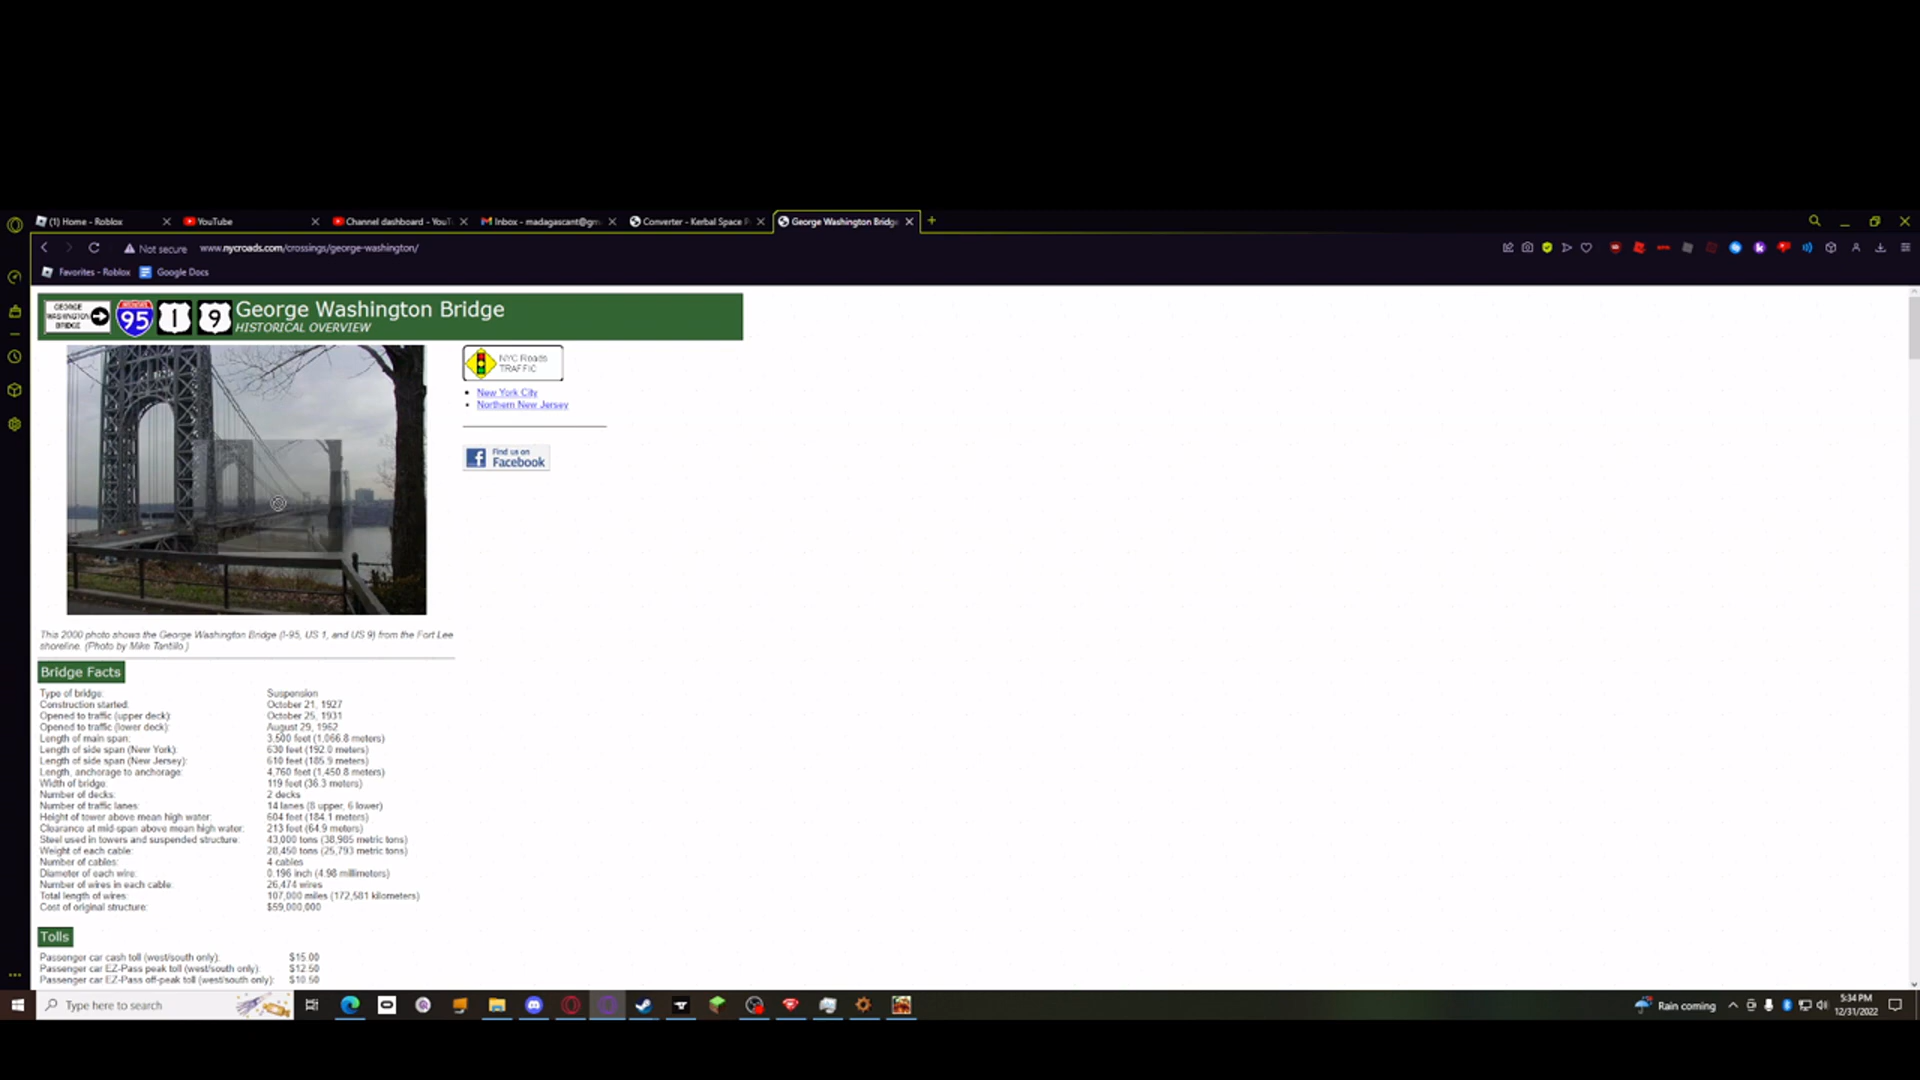 (1) Home - Roblox
YouTube
Channel dashboard - YouT
Inbox - madagascant@gm
Converter - Kerbal Space P
George Washington Bridg
Not secure www.nycroads.com/crossings/george-washington/
Favorites - Roblox Google Docs
GEORGE WASHINGTON BRIDGE
INTERSTATE 95 1 9
George Washington Bridge
HISTORICAL OVERVIEW
NYC Roads
TRAFFIC
New York City
Northern New Jersey
Find us on
Facebook
This 2000 photo shows the George Washington Bridge (I-95, US 1, and US 9) from the Fort Lee
shoreline. (Photo by Mike Tantillo )
Bridge Facts
Type of bridge: Suspension
Construction started: October 21, 1927
Opened to traffic (upper deck): October 25, 1931
Opened to traffic (lower deck): August 29, 1962
Length of main span: 3,500 feet (1,066.8 meters)
Length of side span (New York): 630 feet (192.0 meters)
Length of side span (New Jersey): 610 feet (185.9 meters)
Length, anchorage to anchorage: 4,760 feet (1,450.8 meters)
Width of bridge: 119 feet (36.3 meters)
Number of decks: 2 decks
Number of traffic lanes: 14 lanes (8 upper, 6 lower)
Height of tower above mean high water: 604 feet (184.1 meters)
Clearance at mid-span above mean high water: 213 feet (64.9 meters)
Steel used in towers and suspended structure: 43,000 tons (38,985 metric tons)
Weight of each cable: 28,450 tons (25,793 metric tons)
Number of cables: 4 cables
Diameter of each wire: 0.196 inch (4.98 millimeters)
Number of wires in each cable: 26,474 wires
Total length of wires: 107,000 miles (172,581 kilometers)
Cost of original structure: $59,000,000
Tolls
Passenger car cash toll (west/south only): $15.00
Passenger car EZ-Pass peak toll (west/south only): $12.50
Passenger car EZ-Pass off-peak toll (west/south only): $10.50
Type here to search
Rain coming
5:34 PM
12/31/2022